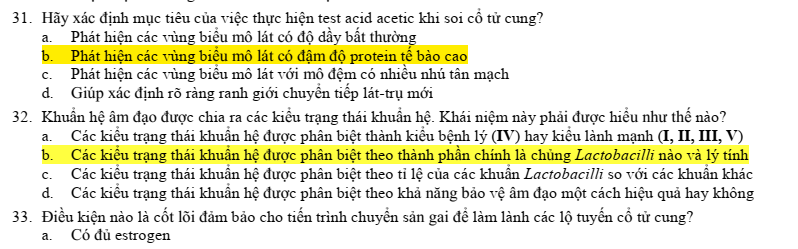 31. Hãy xác định mục tiêu của việc thực hiện test acid acetic khi soi cổ tử cung?
a. Phát hiện các vùng biểu mô lát có độ dầy bất thường
b. Phát hiện các vùng biểu mô lát có đậm độ protein tế bào cao
c. Phát hiện các vùng biểu mô lát với mô đệm có nhiều nhú tân mạch
d. Giúp xác định rõ ràng ranh giới chuyển tiếp lát-trụ mới
32. Khuẩn hệ âm đạo được chia ra các kiểu trạng thái khuẩn hệ. Khái niệm này phải được hiểu như thế nào?
a. Các kiểu trạng thái khuẩn hệ được phân biệt thành kiểu bệnh lý (IV) hay kiểu lành mạnh (I, II, III, V)
b. Các kiểu trạng thái khuẩn hệ được phân biệt theo thành phần chính là chủng Lactobacilli nào và lý tính
c. Các kiểu trạng thái khuẩn hệ được phân biệt theo tỉ lệ của các khuẩn Lactobacilli so với các khuẩn khác
d. Các kiểu trạng thái khuẩn hệ được phân biệt theo khả năng bảo vệ âm đạo một cách hiệu quả hay không
33. Điều kiện nào là cốt lõi đảm bảo cho tiến trình chuyển sản gai để làm lành các lộ tuyến cổ tử cung?
a. Có đủ estrogen